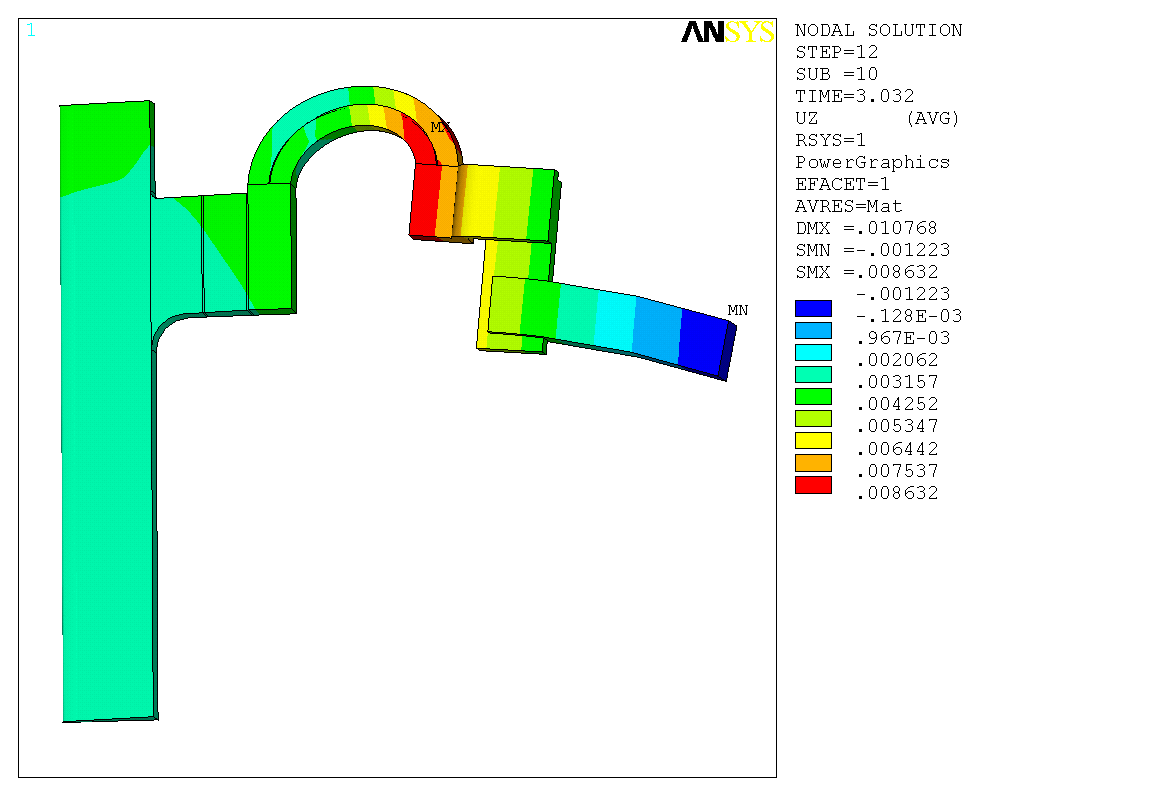 1
ANSYS
NODAL SOLUTION
STEP=12
SUB =10
TIME=3.032
UZ (AVG)
RSYS=1
PowerGraphics
EFACET=1
AVRES=Mat
DMX =.010768
SMN =-.001223
SMX =.008632
-.001223
-.128E-03
.967E-03
.002062
.003157
.004252
.005347
.006442
.007537
.008632
MX
MN